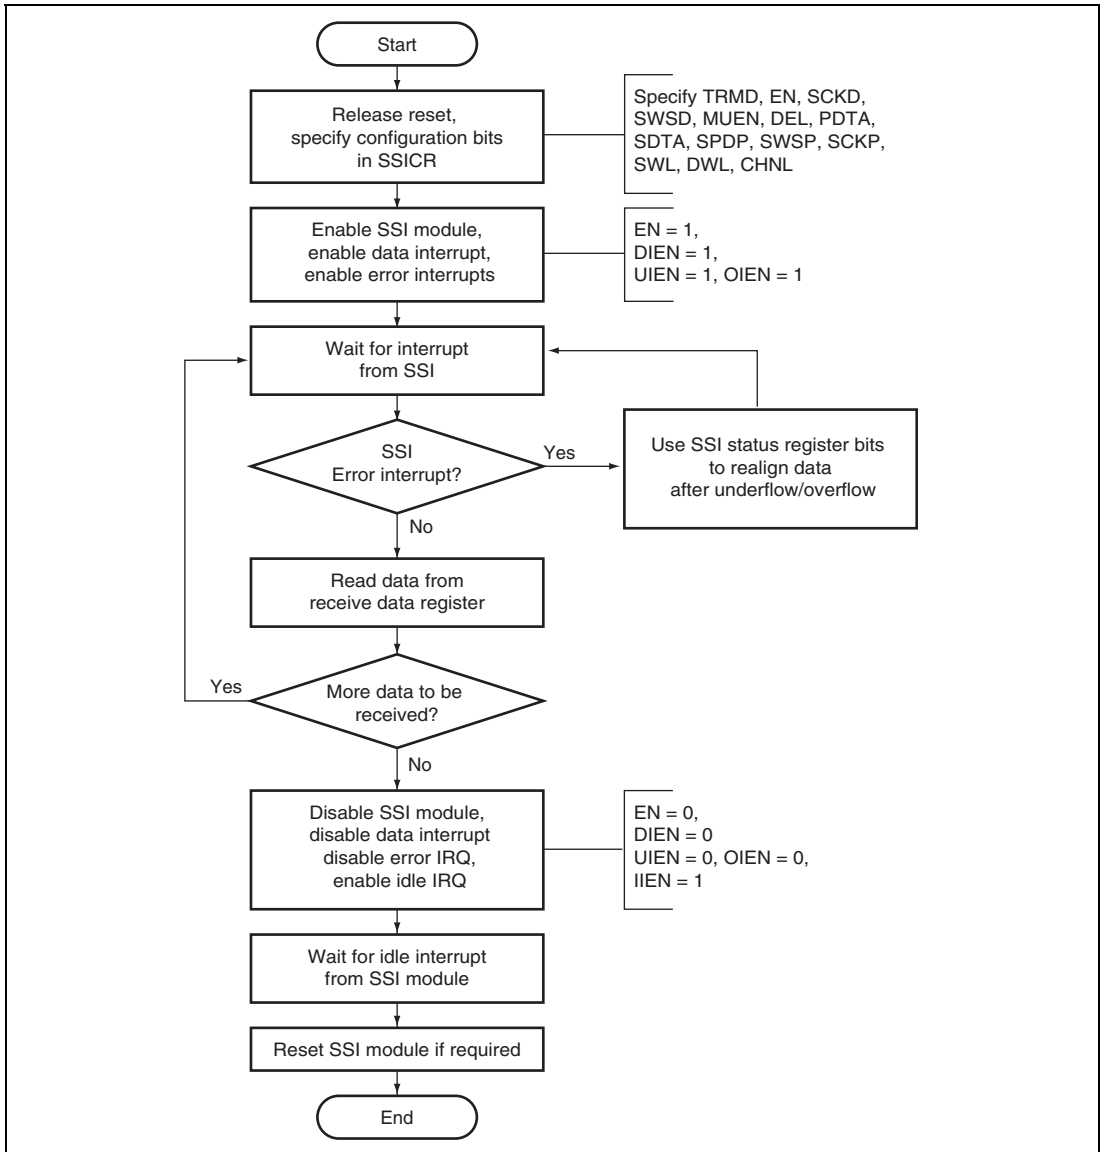 Start
Release reset,
specify configuration bits
in SSICR
Specify TRMD, EN, SCKD,
SWSD, MUEN, DEL, PDTA,
SDTA, SPDP, SWSP, SCKP,
SWL, DWL, CHNL
Enable SSI module,
enable data interrupt,
enable error interrupts
EN = 1,
DIEN = 1,
UIEN = 1, OIEN = 1
Wait for interrupt
from SSI
SSI
Error interrupt?
Yes
Use SSI status register bits
to realign data
after underflow/overflow
No
Read data from
receive data register
More data to be
received?
Yes
No
Disable SSI module,
disable data interrupt
disable error IRQ,
enable idle IRQ
EN = 0,
DIEN = 0
UIEN = 0, OIEN = 0,
IIEN = 1
Wait for idle interrupt
from SSI module
Reset SSI module if required
End